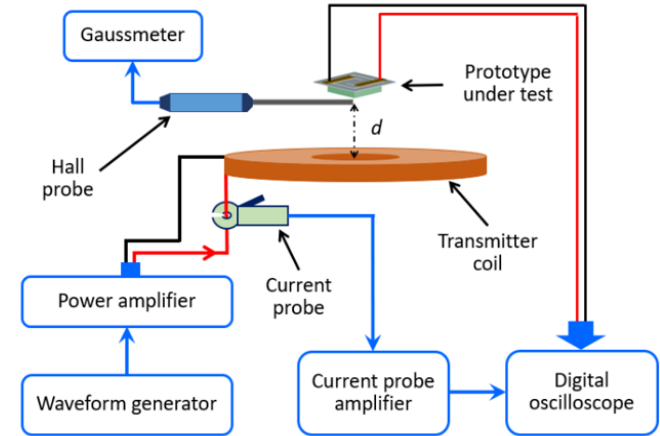 Gaussmeter
Prototype
under test
d
Hall
probe
Transmitter
coil
Current
probe
Power amplifier
Waveform generator
Current probe
amplifier
Digital
oscilloscope